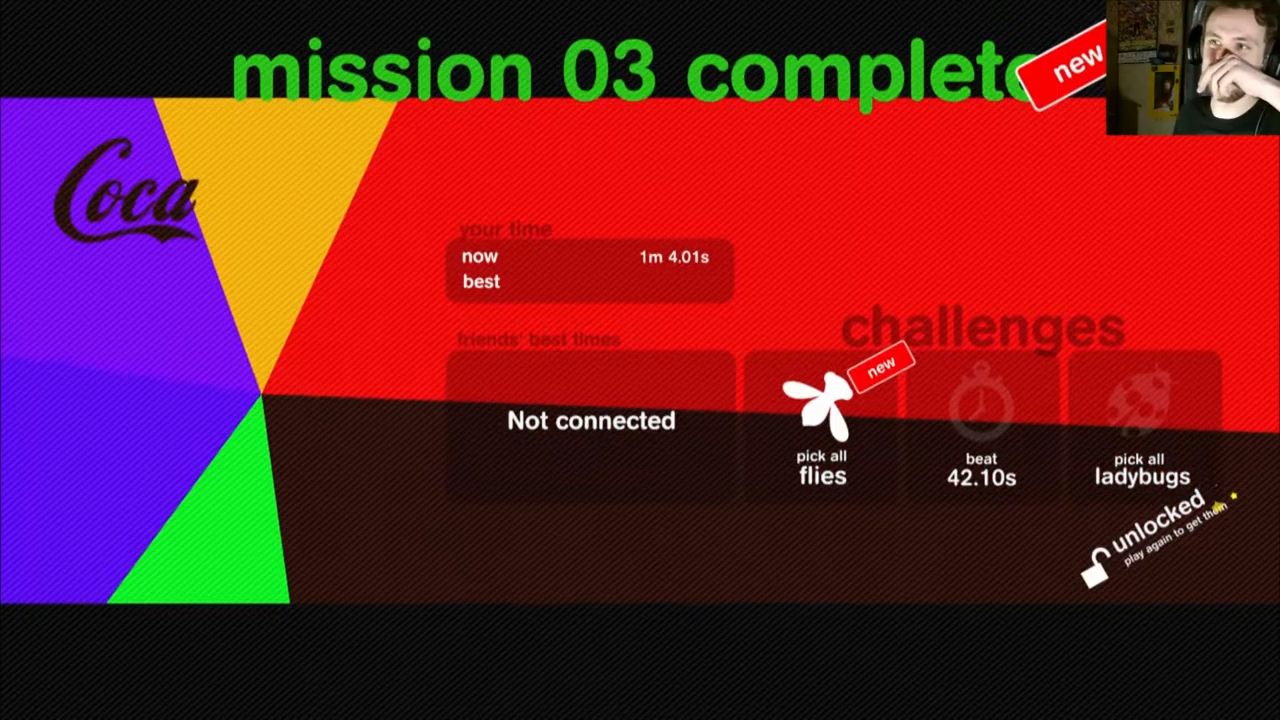 mission 03 complete
new
Coca
your time
now 1m 4.01s
best
friends' best times
Not connected
challenges
new
pick all
flies
beat
42.10s
pick all
ladybugs
unlocked
play again to get them